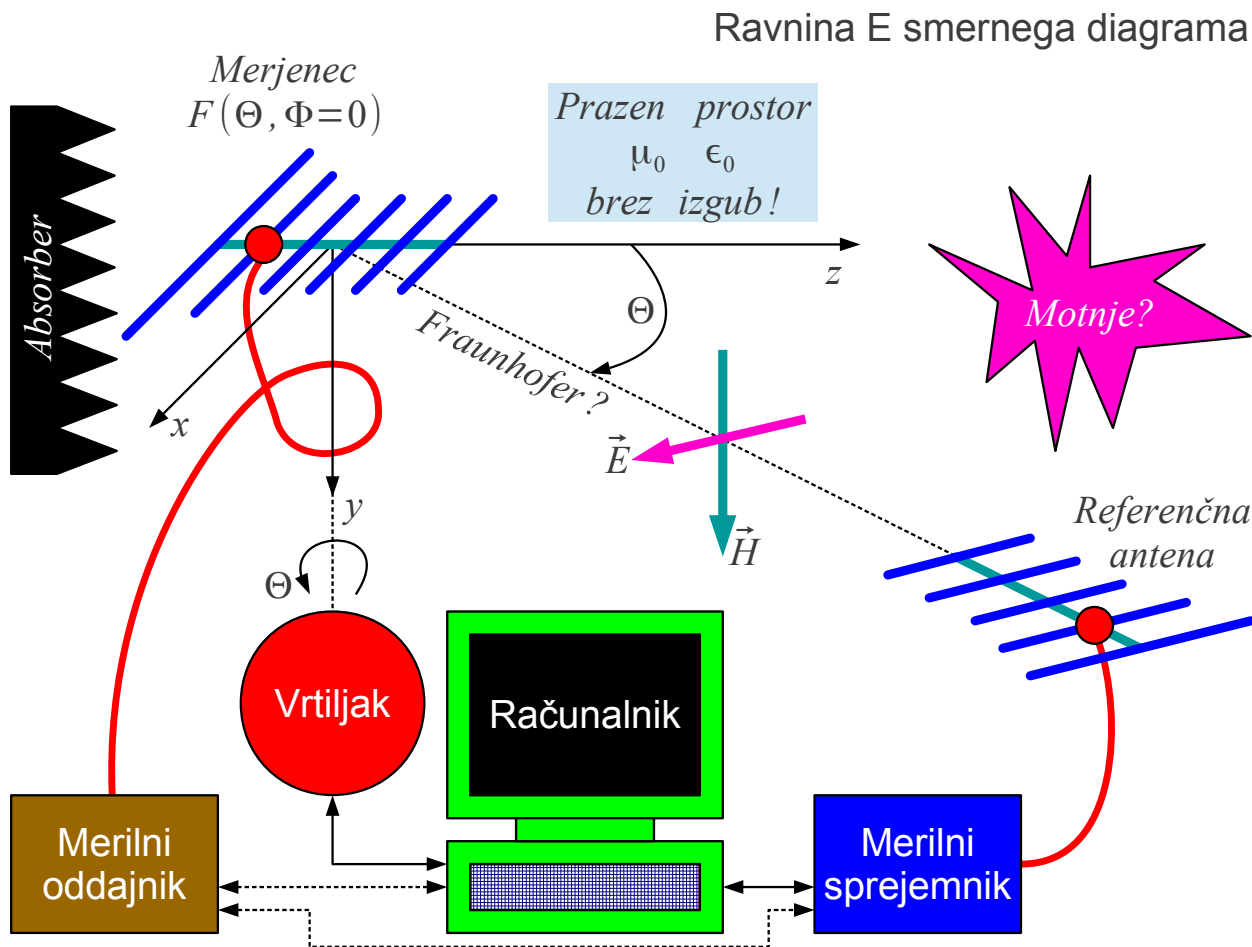 Ravnina E smernega diagrama
Merjenec
F(Θ, Φ=0)
Prazen prostor
μ₀ ϵ₀
brez izgub!
Absorber
z
Θ
Motnje?
Fraunhofer?
x
E⃗
y
H⃗
Referenčna
antena
Θ
Vrtiljak
Računalnik
Merilni
oddajnik
Merilni
sprejemnik